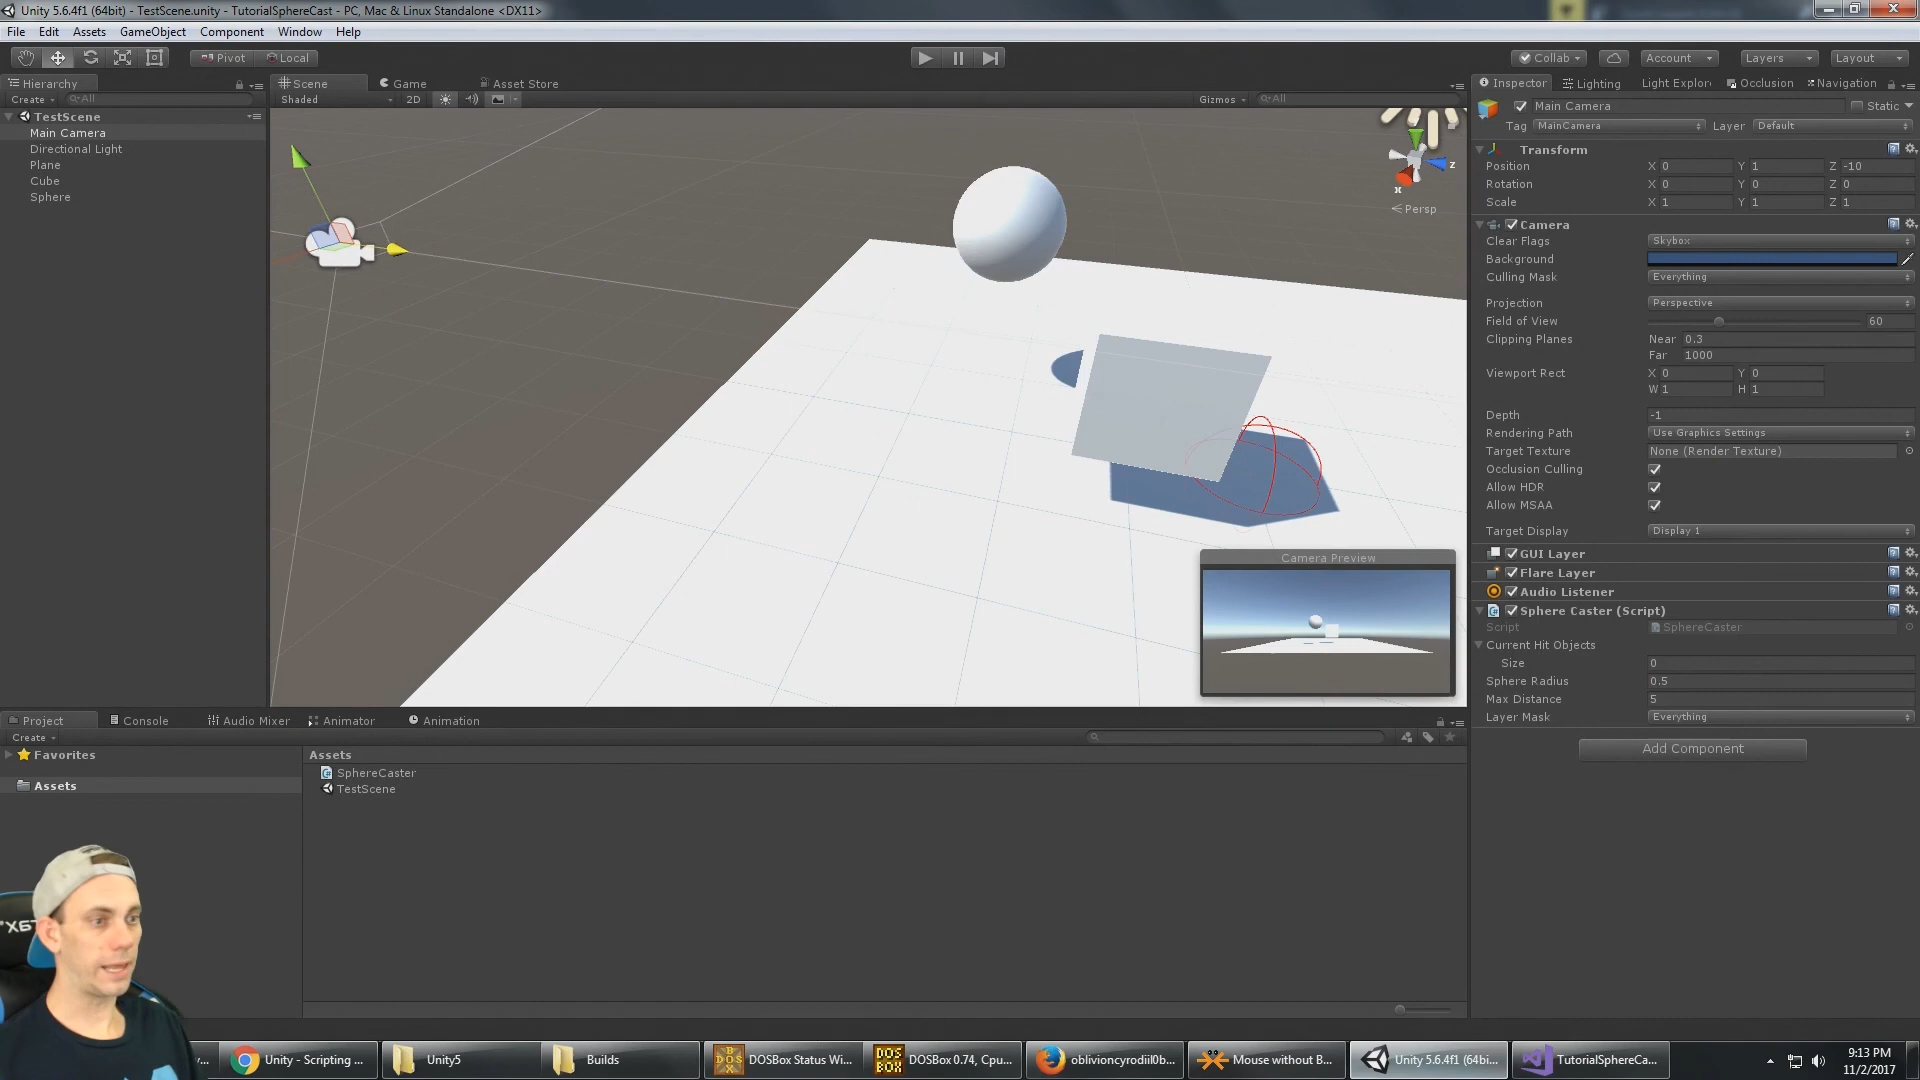 Unity 5.6.4f1 (64bit) - TestScene.unity - TutorialSphereCast - PC, Mac & Linux Standalone <DX11>
File Edit Assets GameObject Component Window Help
Pivot Local Collab Account Layers Layout
Hierarchy
Create All
TestScene
Main Camera
Directional Light
Plane
Cube
Sphere
Scene Game Asset Store
Shaded 2D Gizmos All
Z
X
Persp
Camera Preview
Inspector Lighting Light Explor Occlusion Navigation
Main Camera Static
Tag MainCamera Layer Default
Transform
Position X 0 Y 1 Z -10
Rotation X 0 Y 0 Z 0
Scale X 1 Y 1 Z 1
Camera
Clear Flags Skybox
Background
Culling Mask Everything
Projection Perspective
Field of View 60
Clipping Planes Near 0.3
Far 1000
Viewport Rect X 0 Y 0
W 1 H 1
Depth -1
Rendering Path Use Graphics Settings
Target Texture None (Render Texture)
Occlusion Culling
Allow HDR
Allow MSAA
Target Display Display 1
GUI Layer
Flare Layer
Audio Listener
Sphere Caster (Script)
Script SphereCaster
Current Hit Objects
Size 0
Sphere Radius 0.5
Max Distance 5
Layer Mask Everything
Add Component
Project Console Audio Mixer Animator Animation
Create
Favorites
Assets
Assets
SphereCaster
TestScene
Unity - Scripting ...
Unity5
Builds
DOSBox Status Wi...
DOSBox 0.74, Cpu...
oblivioncyrodiil0b...
Mouse without B...
Unity 5.6.4f1 (64bi...
TutorialSphereCa...
9:13 PM
11/2/2017